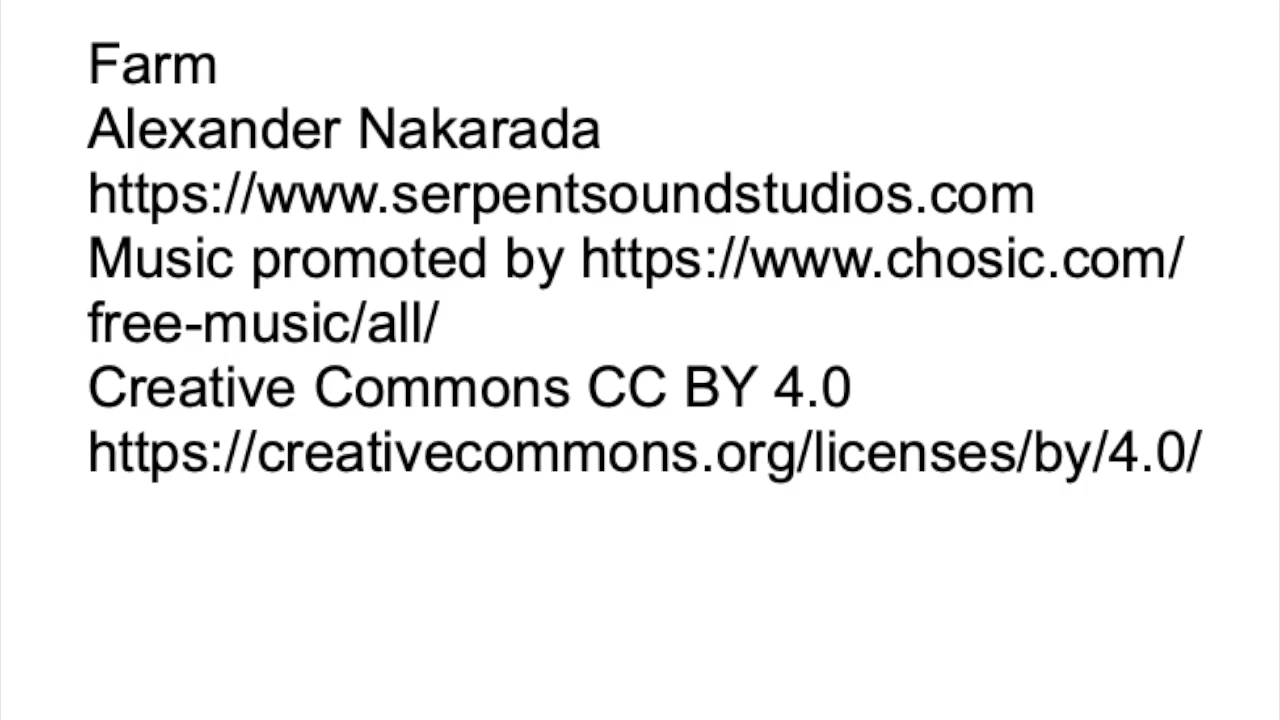 Farm
Alexander Nakarada
https://www.serpentsoundstudios.com
Music promoted by https://www.chosic.com/
free-music/all/
Creative Commons CC BY 4.0
https://creativecommons.org/licenses/by/4.0/